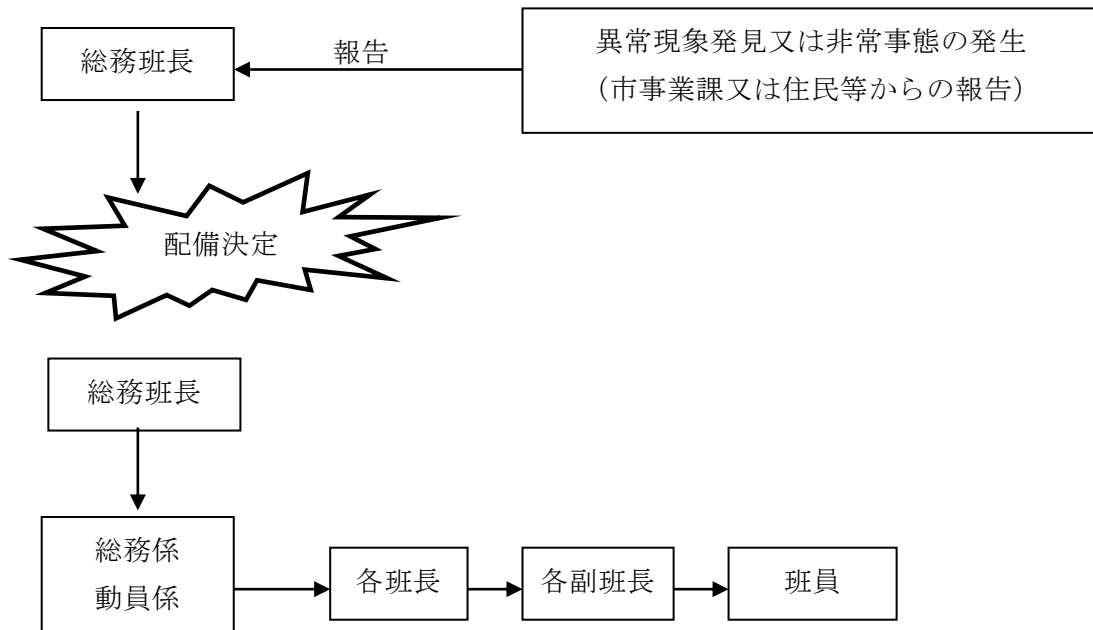 総務班長
報告
異常現象発見又は非常事態の発生
（市事業課又は住民等からの報告）
配備決定
総務班長
総務係
動員係
各班長
各副班長
班員